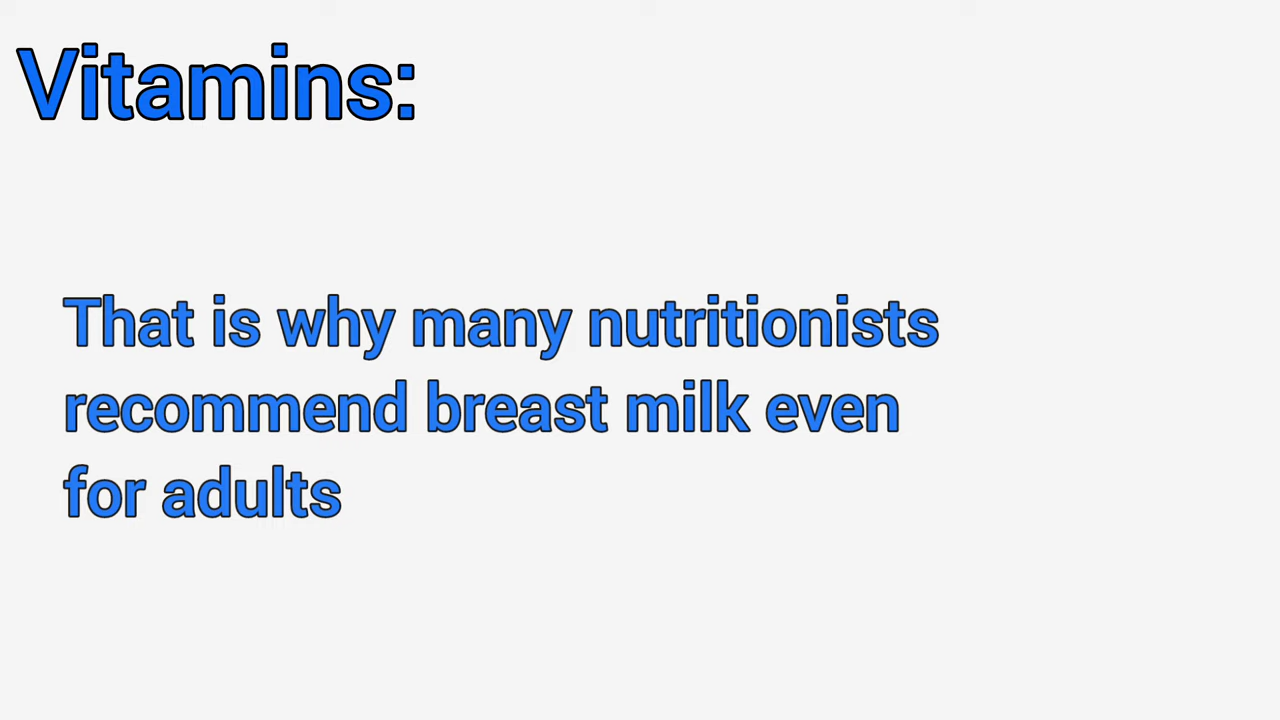 Vitamins:
That is why many nutritionists
recommend breast milk even
for adults